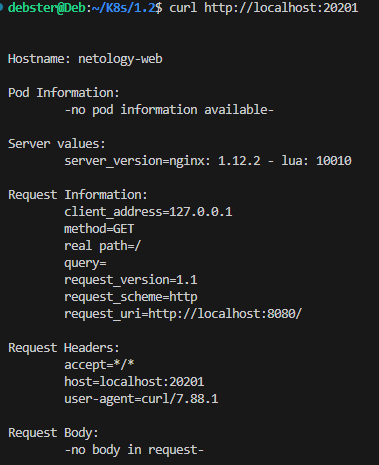 debster@Deb:~/K8s/1.2$ curl http://localhost:20201
Hostname: netology-web
Pod Information:
-no pod information available-
Server values:
server_version=nginx: 1.12.2 - lua: 10010
Request Information:
client_address=127.0.0.1
method=GET
real path=/
query=
request_version=1.1
request_scheme=http
request_uri=http://localhost:8080/
Request Headers:
accept=*/*
host=localhost:20201
user-agent=curl/7.88.1
Request Body:
-no body in request-